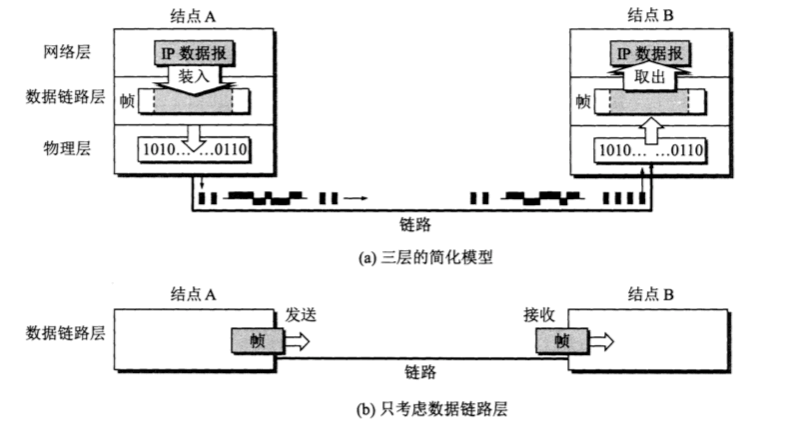 结点 A
结点 B
网络层
IP 数据报
IP 数据报
装入
取出
数据链路层
帧
帧
物理层
1010… …0110
1010… …0110
链路
(a) 三层的简化模型
结点 A
结点 B
数据链路层
发送
接收
帧
帧
链路
(b) 只考虑数据链路层